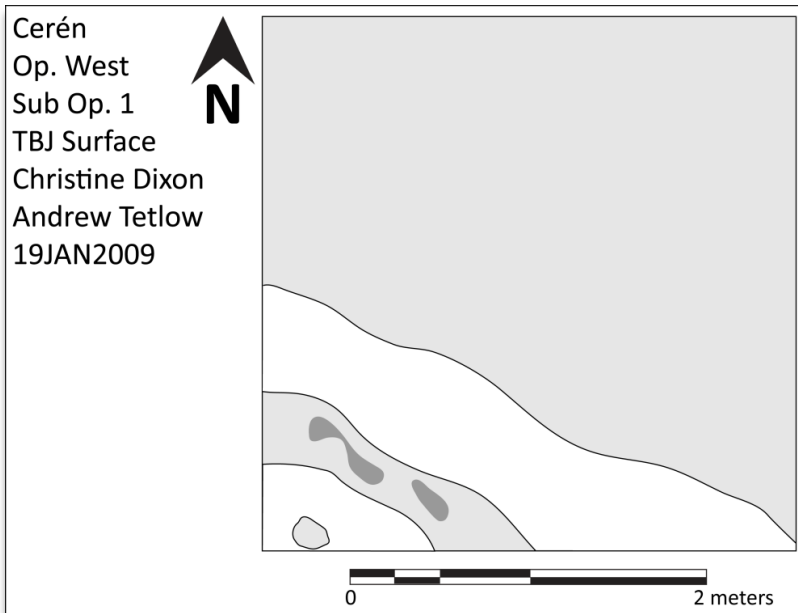 Cerén
Op. West
Sub Op. 1
TBJ Surface
Christine Dixon
Andrew Tetlow
19JAN2009
N
0 2 meters